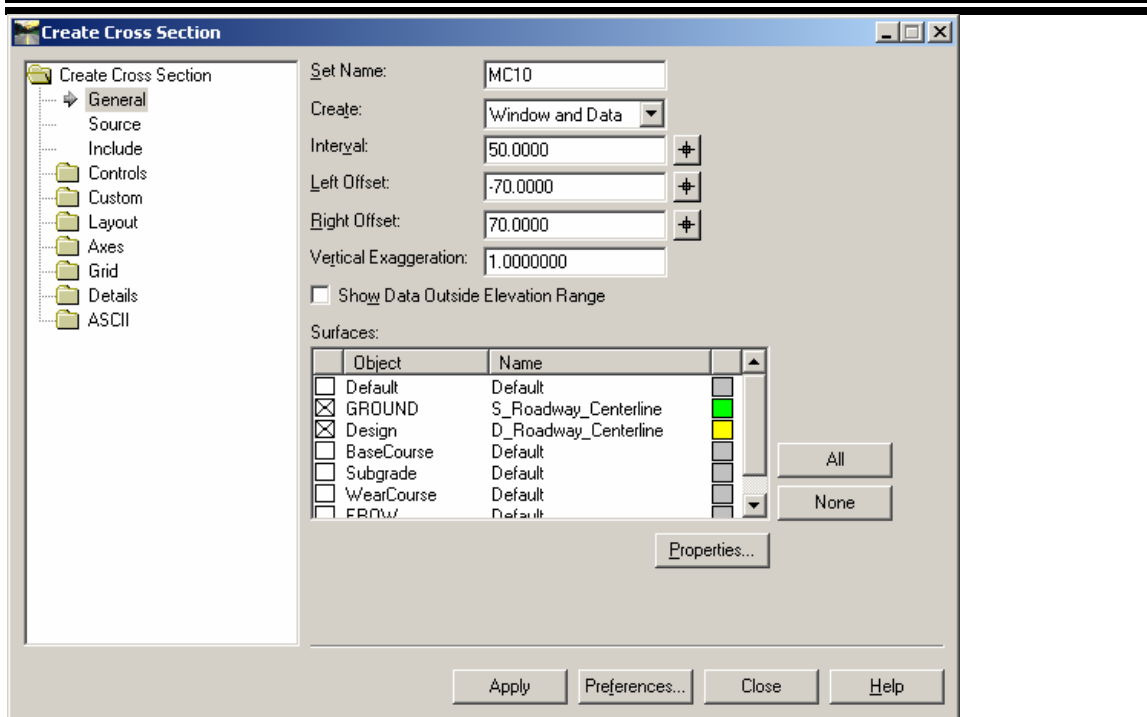 Create Cross Section
Create Cross Section
General
Source
Include
Controls
Custom
Layout
Axes
Grid
Details
ASCII
Set Name: MC10
Create: Window and Data
Interval: 50.0000
Left Offset: -70.0000
Right Offset: 70.0000
Vertical Exaggeration: 1.0000000
Show Data Outside Elevation Range
Surfaces:
Object Name
Default Default
GROUND S_Roadway_Centerline
Design D_Roadway_Centerline
BaseCourse Default
Subgrade Default
WearCourse Default
EROW Default
All
None
Properties...
Apply Preferences... Close Help